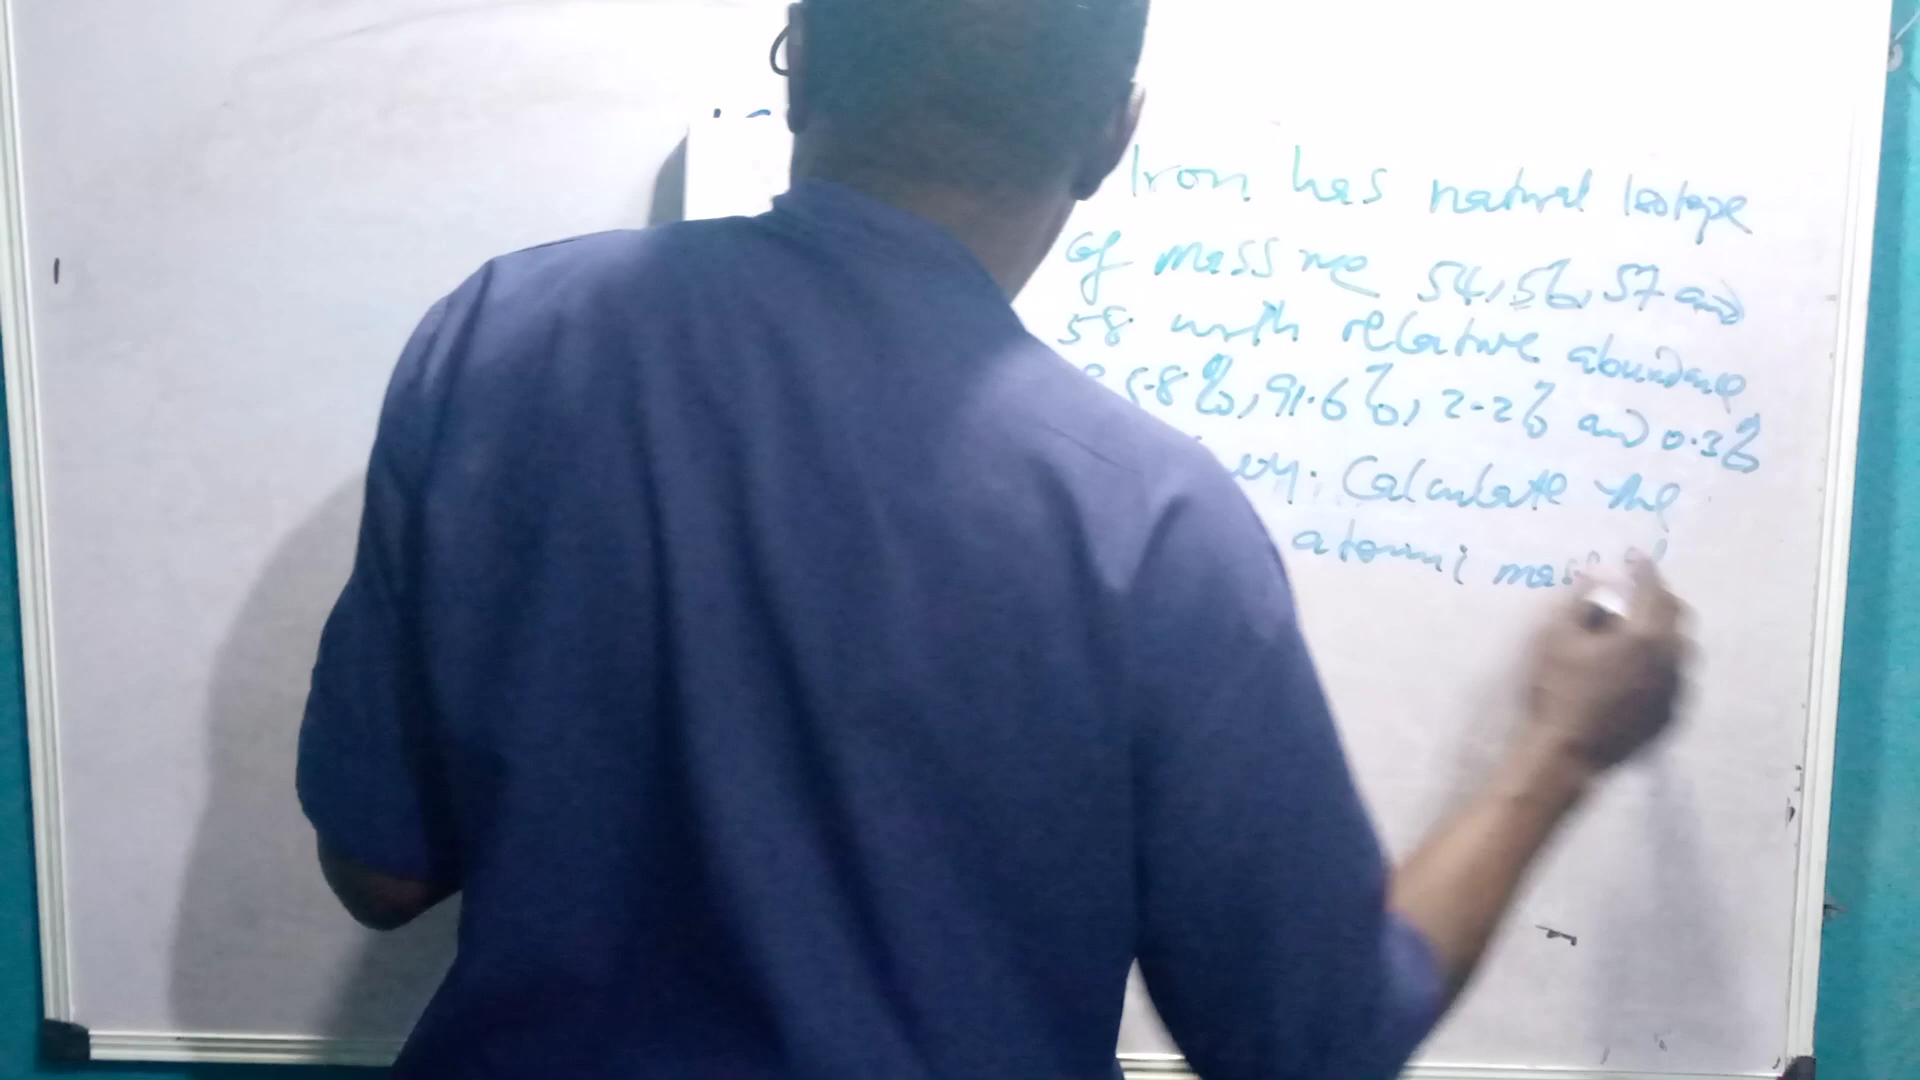 Iron has natural Isotope
of mass 54, 56, 57 and
58 with relative abundance
5.8%, 91.6%, 2.2% and 0.3%
Calculate the
atomic mass